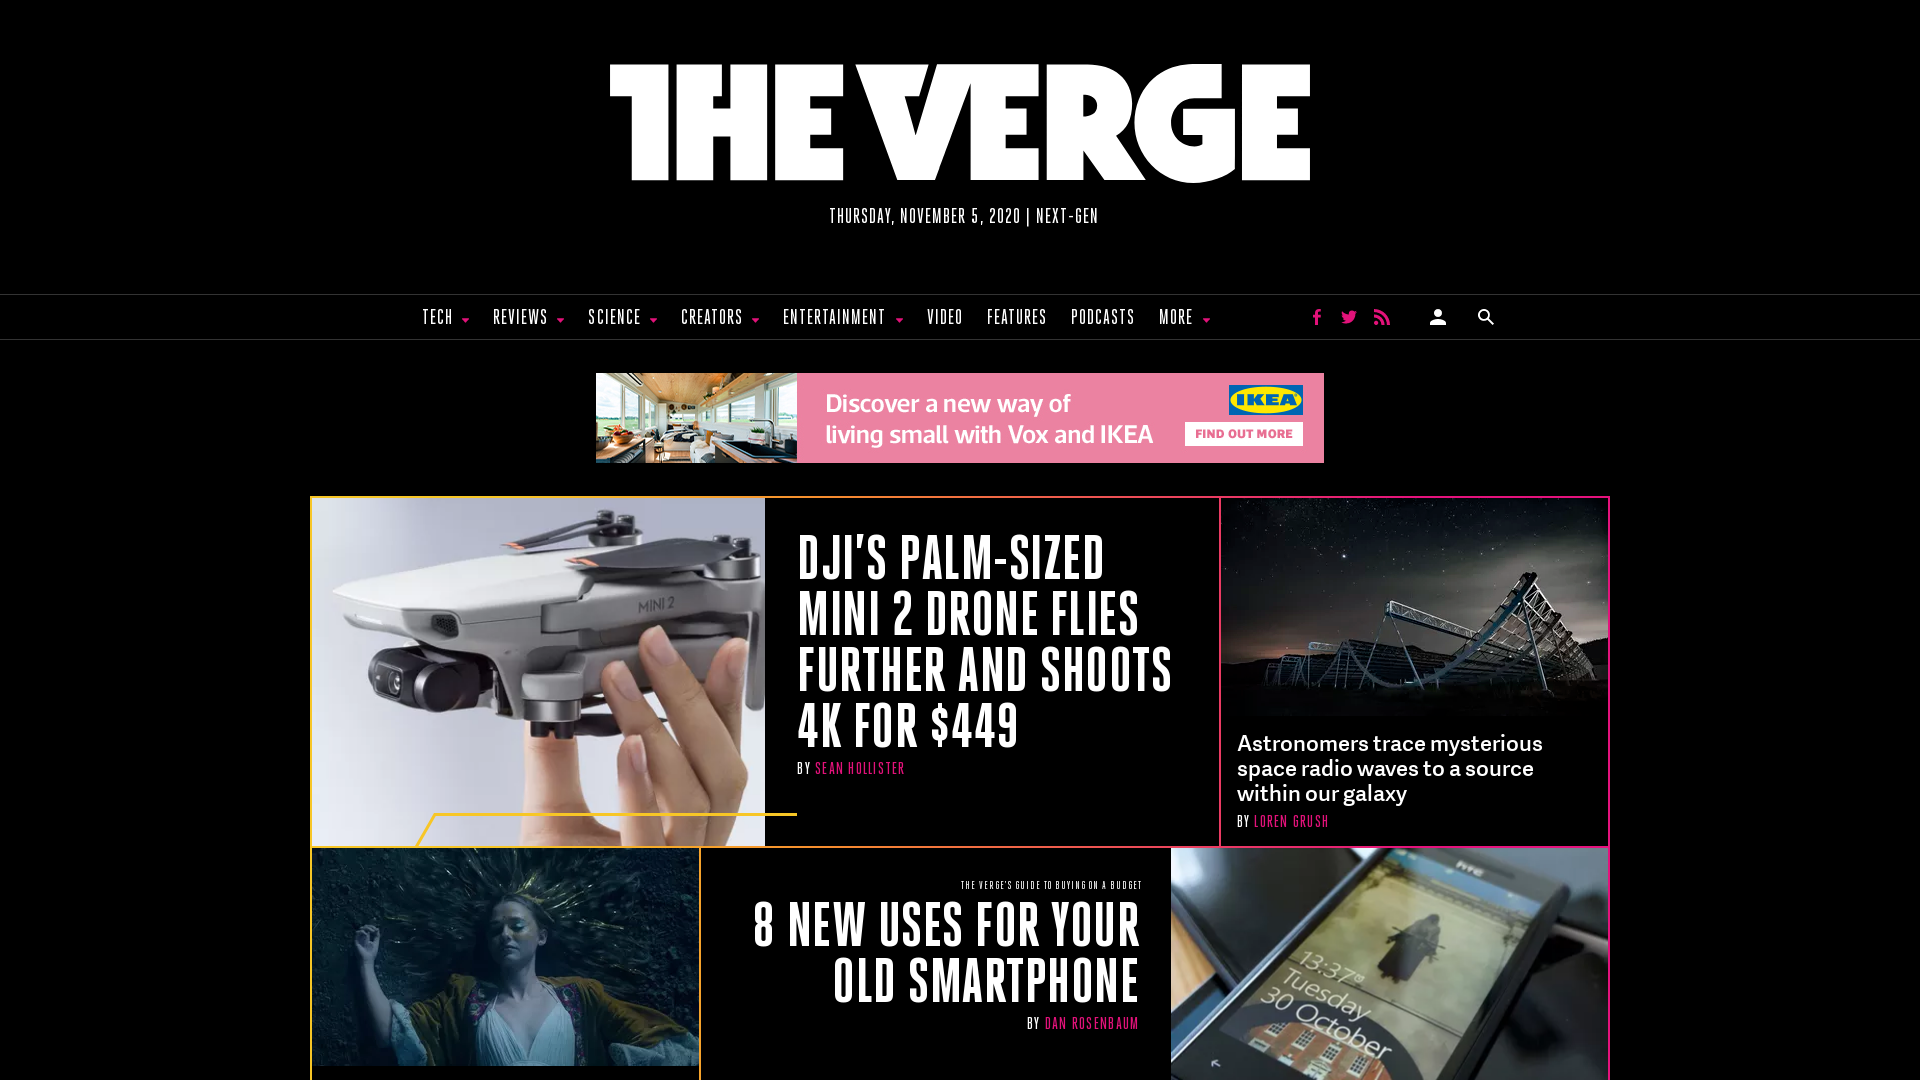 THE VERGE
THURSDAY, NOVEMBER 5, 2020 | NEXT-GEN
TECH REVIEWS SCIENCE CREATORS ENTERTAINMENT VIDEO FEATURES PODCASTS MORE
Discover a new way of
living small with Vox and IKEA
IKEA
FIND OUT MORE
MINI 2
DJI'S PALM-SIZED
MINI 2 DRONE FLIES
FURTHER AND SHOOTS
4K FOR $449
BY SEAN HOLLISTER
Astronomers trace mysterious
space radio waves to a source
within our galaxy
BY LOREN GRUSH
THE VERGE'S GUIDE TO BUYING ON A BUDGET
8 NEW USES FOR YOUR
OLD SMARTPHONE
BY DAN ROSENBAUM
HTC
13:37
Tuesday
30 October